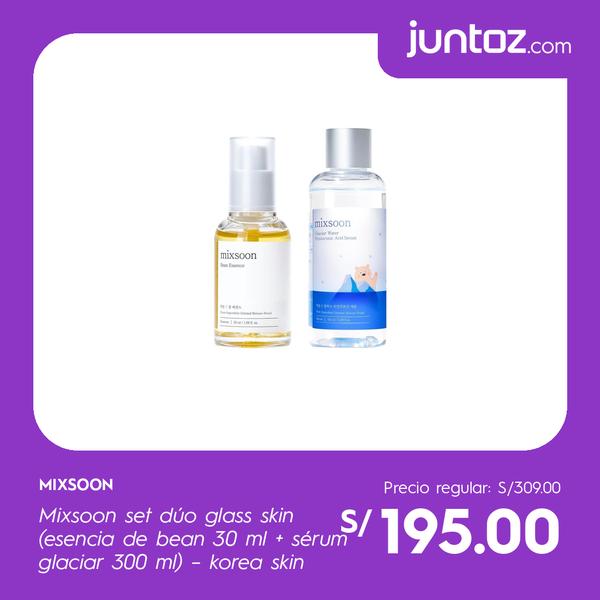 juntoz.com
mixsoon
Bean Essence
mixsoon
Glacier Water
Hyaluronic Acid Serum
MIXSOON
Mixsoon set dúo glass skin
(esencia de bean 30 ml + sérum
glaciar 300 ml) - korea skin
Precio regular: S/309.00
S/195.00